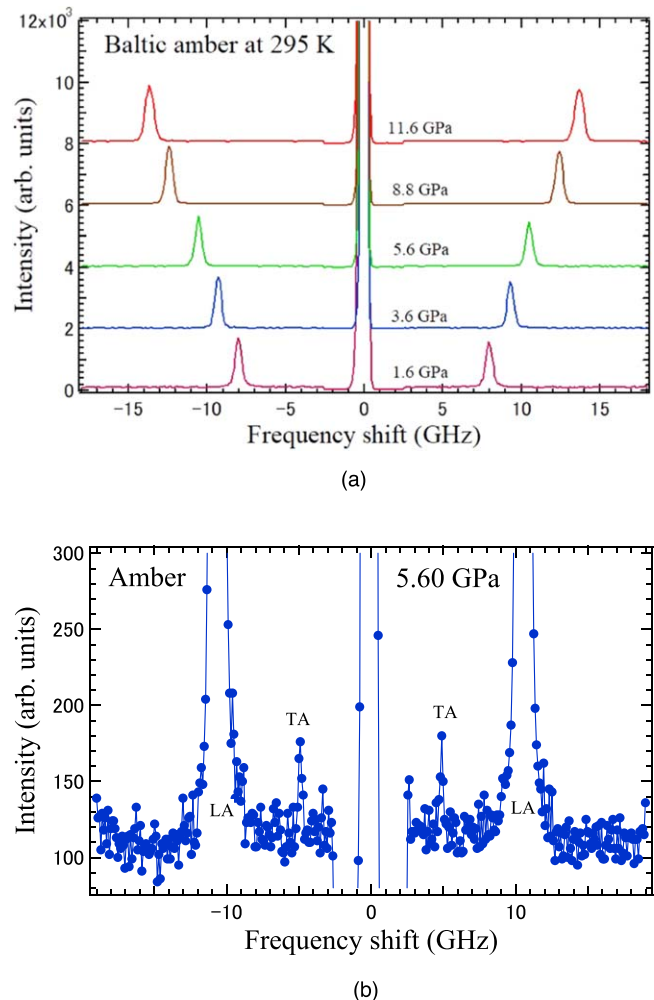 12×10³
Baltic amber at 295 K
10
11.6 GPa
8
8.8 GPa
6
5.6 GPa
4
3.6 GPa
2
1.6 GPa
0
Intensity (arb. units)
−15 −10 −5 0 5 10 15
Frequency shift (GHz)
(a)
300
Amber 5.60 GPa
250
200
TA TA
150
LA LA
100
Intensity (arb. units)
−10 0 10
Frequency shift (GHz)
(b)